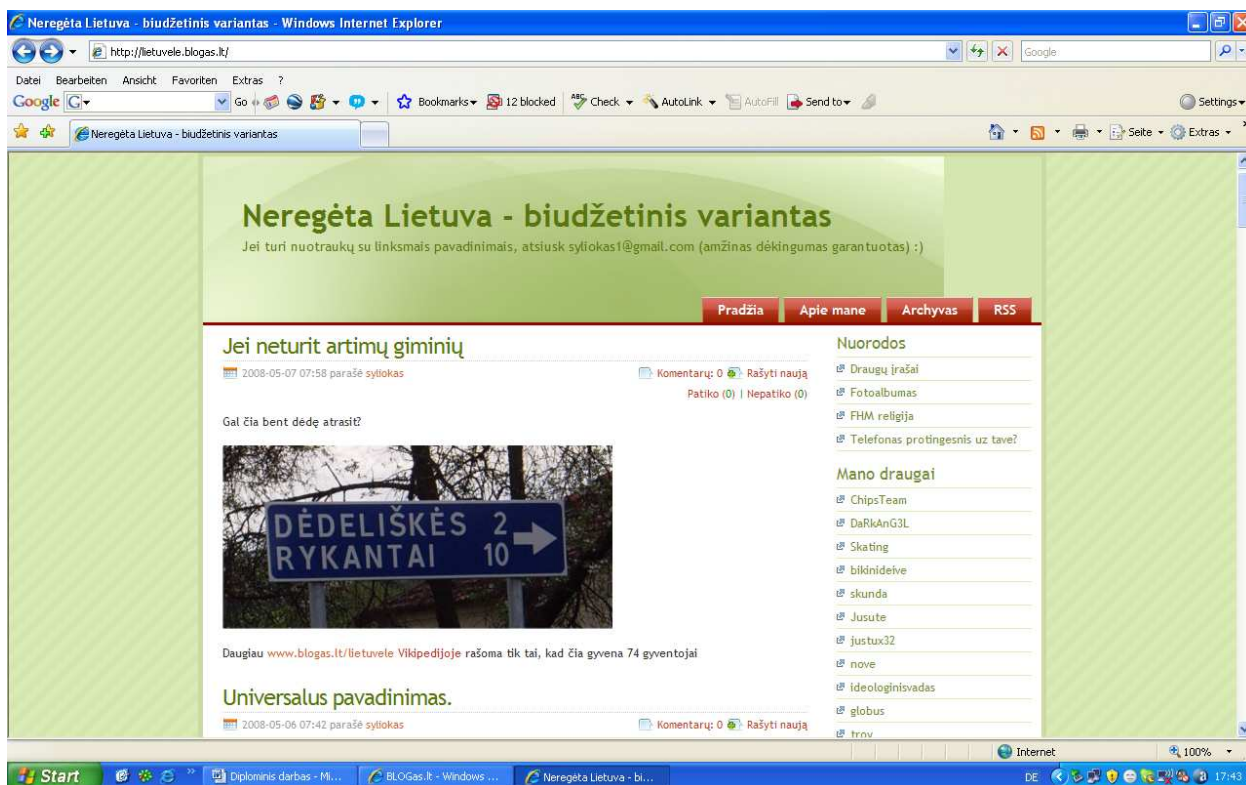 Neregėta Lietuva - biudžetinis variantas - Windows Internet Explorer
http://lietuvele.blogas.lt/
Google
Datei Bearbeiten Ansicht Favoriten Extras ?
Google G Go Bookmarks 12 blocked ABC Check AutoLink AutoFill Send to Settings
Neregėta Lietuva - biudžetinis variantas Seite Extras
Neregėta Lietuva - biudžetinis variantas
Jei turi nuotraukų su linksmais pavadinimais, atsiusk syliokas1@gmail.com (amžinas dėkingumas garantuotas) :)
Pradžia Apie mane Archyvas RSS
Jei neturit artimų giminių
2008-05-07 07:58 parašė syliokas Komentarų: 0 Rašyti naują
Patiko (0) | Nepatiko (0)
Gal čia bent dėdę atrasit?
DĖDELIŠKĖS 2
RYKANTAI 10
Daugiau www.blogas.lt/lietuvele Vikipedijoje rašoma tik tai, kad čia gyvena 74 gyventojai
Universalus pavadinimas.
2008-05-06 07:42 parašė syliokas Komentarų: 0 Rašyti naują
Nuorodos
Draugų įrašai
Fotoalbumas
FHM religija
Telefonas protingesnis uz tave?
Mano draugai
ChipsTeam
DaRkAnG3L
Skating
bikinideive
skunda
Jusute
justux32
nove
ideologinisvadas
globus
troy
Internet 100%
Start Diplominis darbas - Mi... BLOGas.lt - Windows ... Neregėta Lietuva - bi... DE 17:43